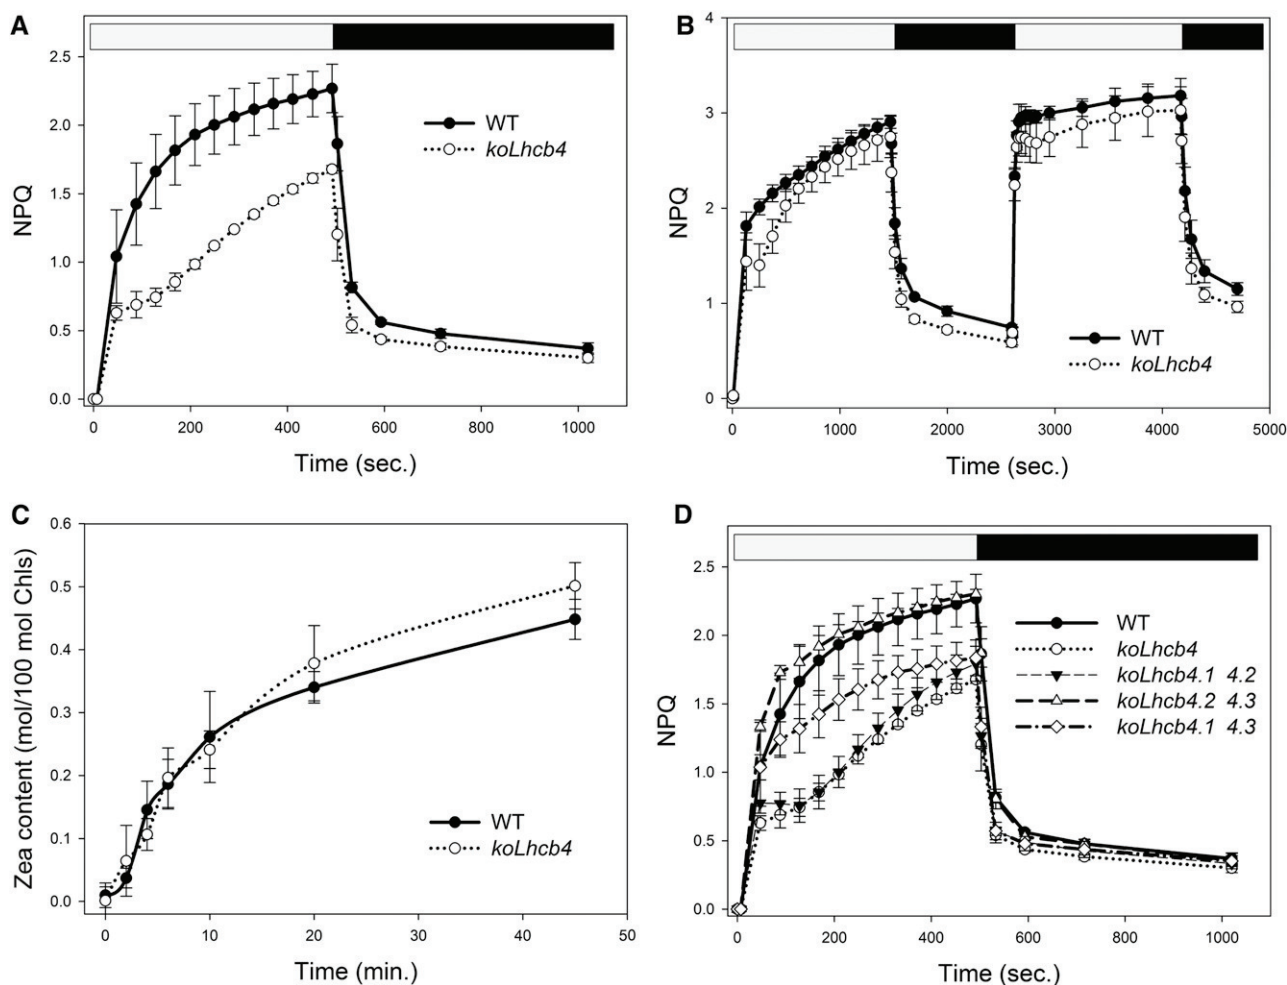 A
2.5
2.0
1.5
1.0
0.5
0.0
NPQ
WT
koLhcb4
0 200 400 600 800 1000
Time (sec.)
B
4
3
2
1
0
NPQ
WT
koLhcb4
0 1000 2000 3000 4000 5000
Time (sec.)
C
0.6
0.5
0.4
0.3
0.2
0.1
0.0
Zea content (mol/100 mol Chls)
WT
koLhcb4
0 10 20 30 40 50
Time (min.)
D
2.5
2.0
1.5
1.0
0.5
0.0
NPQ
WT
koLhcb4
koLhcb4.1 4.2
koLhcb4.2 4.3
koLhcb4.1 4.3
0 200 400 600 800 1000
Time (sec.)